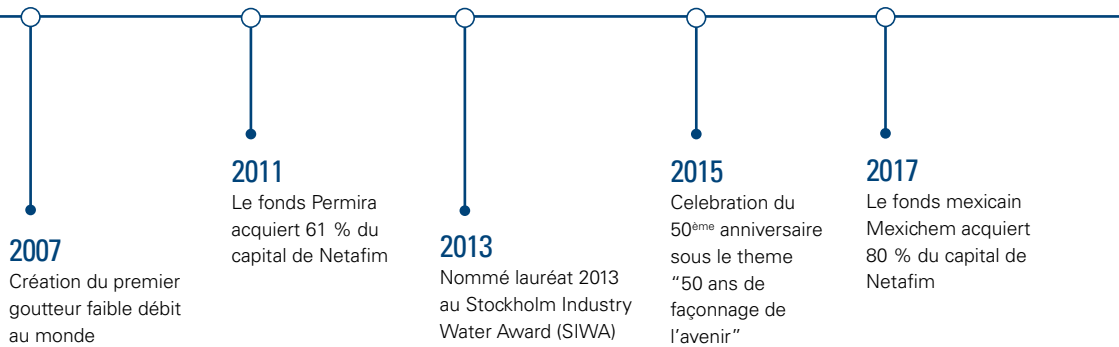 2007
Création du premier
goutteur faible débit
au monde
2011
Le fonds Permira
acquiert 61 % du
capital de Netafim
2013
Nommé lauréat 2013
au Stockholm Industry
Water Award (SIWA)
2015
Celebration du
50ème anniversaire
sous le theme
“50 ans de
façonnage de
l’avenir”
2017
Le fonds mexicain
Mexichem acquiert
80 % du capital de
Netafim